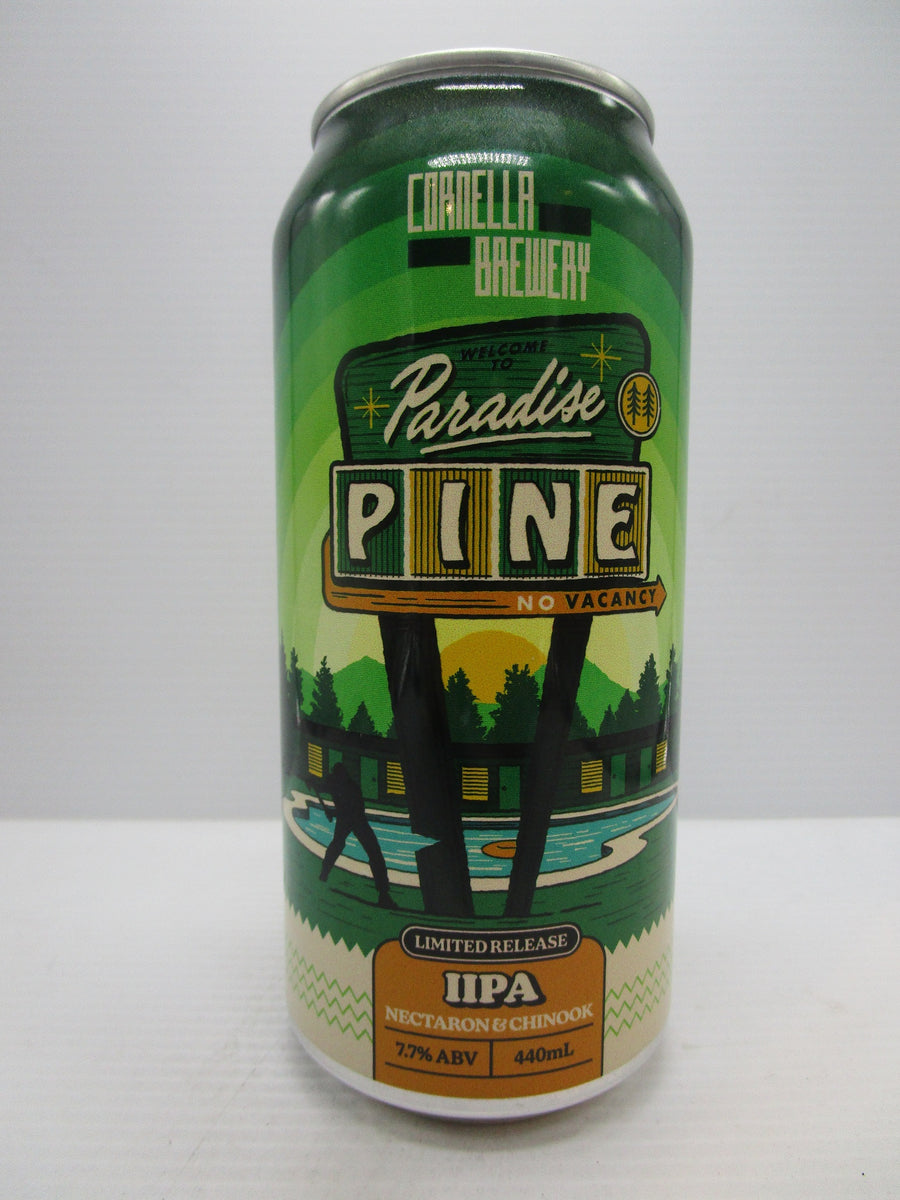 CORNELLA
BREWERY
WELCOME
TO
Paradise
PINE
NO VACANCY
LIMITED RELEASE
IIPA
NECTARON & CHINOOK
7.7% ABV 440mL